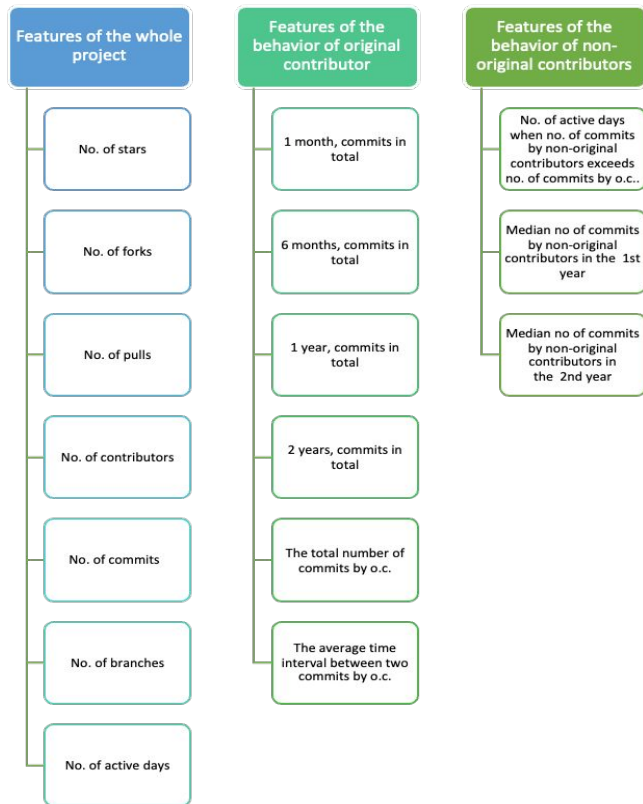 Features of the whole
project
No. of stars
No. of forks
No. of pulls
No. of contributors
No. of commits
No. of branches
No. of active days
Features of the
behavior of original
contributor
1 month, commits in
total
6 months, commits in
total
1 year, commits in
total
2 years, commits in
total
The total number of
commits by o.c.
The average time
interval between two
commits by o.c.
Features of the
behavior of non-
original contributors
No. of active days
when no. of commits
by non-original
contributors exceeds
no. of commits by o.c..
Median no of commits
by non-original
contributors in the 1st
year
Median no of commits
by non-original
contributors in
the 2nd year